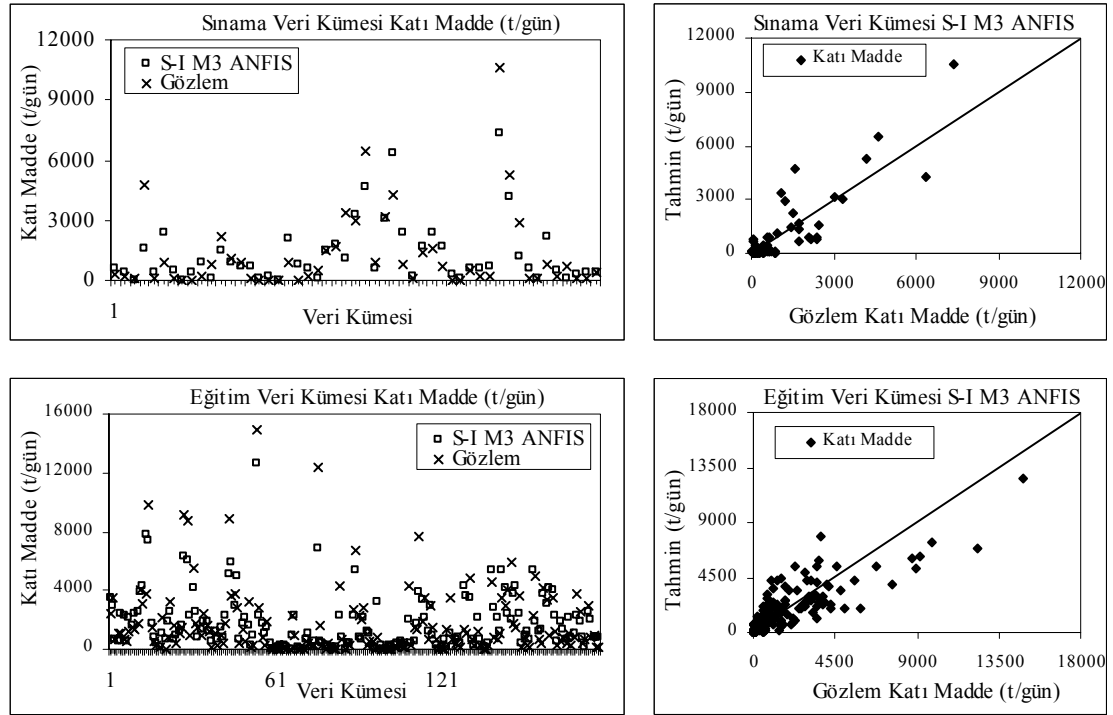 Sınama Veri Kümesi Katı Madde (t/gün)
12000
9000
6000
3000
0
Katı Madde (t/gün)
S-I M3 ANFIS
Gözlem
1
Veri Kümesi
Sınama Veri Kümesi S-I M3 ANFIS
12000
9000
6000
3000
0
Tahmin (t/gün)
Katı Madde
0
3000
6000
9000
12000
Gözlem Katı Madde (t/gün)
Eğitim Veri Kümesi Katı Madde (t/gün)
16000
12000
8000
4000
0
Katı Madde (t/gün)
S-I M3 ANFIS
Gözlem
1
61
121
Veri Kümesi
Eğitim Veri Kümesi S-I M3 ANFIS
18000
13500
9000
4500
0
Tahmin (t/gün)
Katı Madde
0
4500
9000
13500
18000
Gözlem Katı Madde (t/gün)